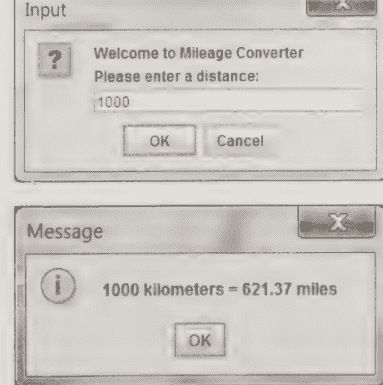 Input
Welcome to Mileage Converter
Please enter a distance:
1000
OK Cancel
Message
1000 kilometers = 621.37 miles
OK